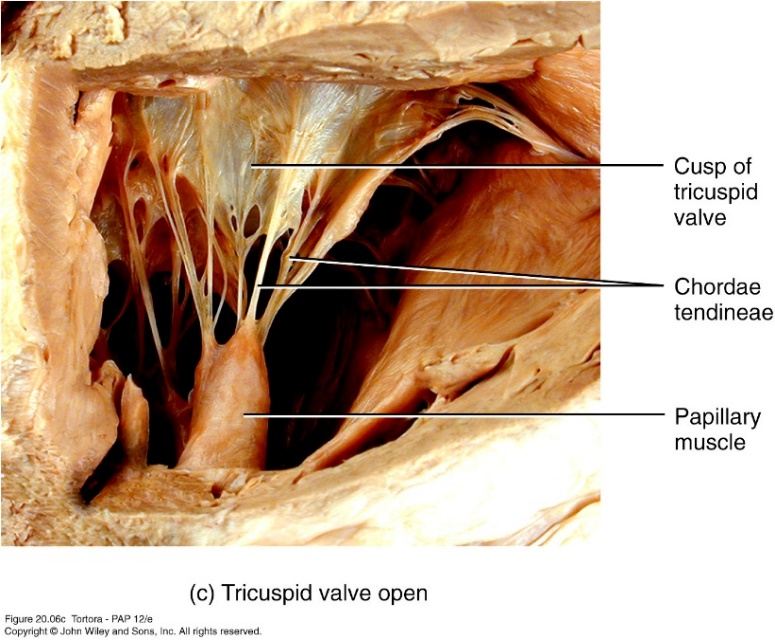 Cusp of
tricuspid
valve
Chordae
tendineae
Papillary
muscle
(c) Tricuspid valve open
Figure 20.06c Tortora - PAP 12/e
Copyright © John Wiley and Sons, Inc. All rights reserved.